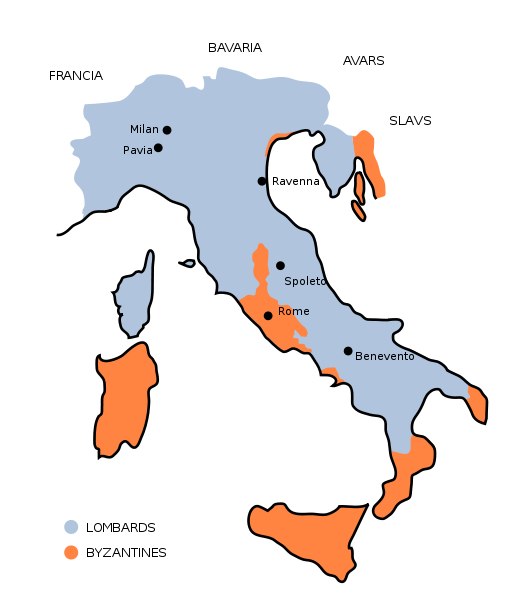 BAVARIA
AVARS
FRANCIA
SLAVS
Milan
Pavia
Ravenna
Spoleto
Rome
Benevento
LOMBARDS
BYZANTINES